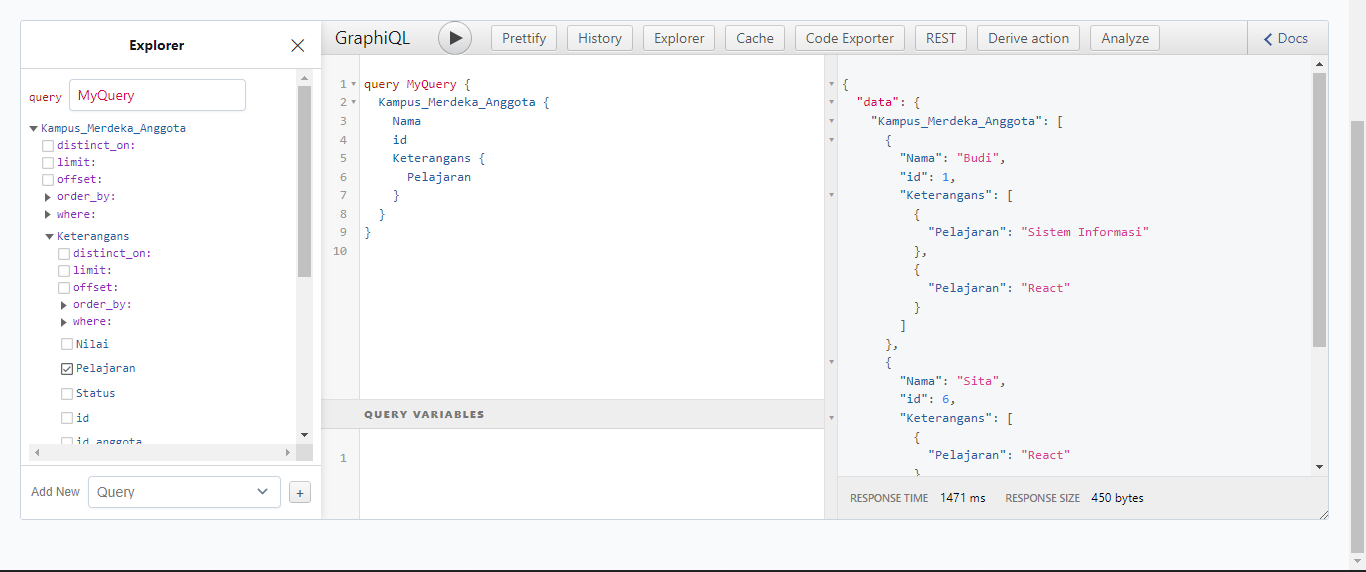 Explorer
query MyQuery
Kampus_Merdeka_Anggota
distinct_on:
limit:
offset:
order_by:
where:
Keterangans
distinct_on:
limit:
offset:
order_by:
where:
Nilai
Pelajaran
Status
id
id_anggota
Add New Query +
GraphiQL Prettify History Explorer Cache Code Exporter REST Derive action Analyze Docs
1 query MyQuery {
2 Kampus_Merdeka_Anggota {
3 Nama
4 id
5 Keterangans {
6 Pelajaran
7 }
8 }
9 }
10
QUERY VARIABLES
1
{
"data": {
"Kampus_Merdeka_Anggota": [
{
"Nama": "Budi",
"id": 1,
"Keterangans": [
{
"Pelajaran": "Sistem Informasi"
},
{
"Pelajaran": "React"
}
]
},
{
"Nama": "Sita",
"id": 6,
"Keterangans": [
{
"Pelajaran": "React"
}
RESPONSE TIME 1471 ms RESPONSE SIZE 450 bytes